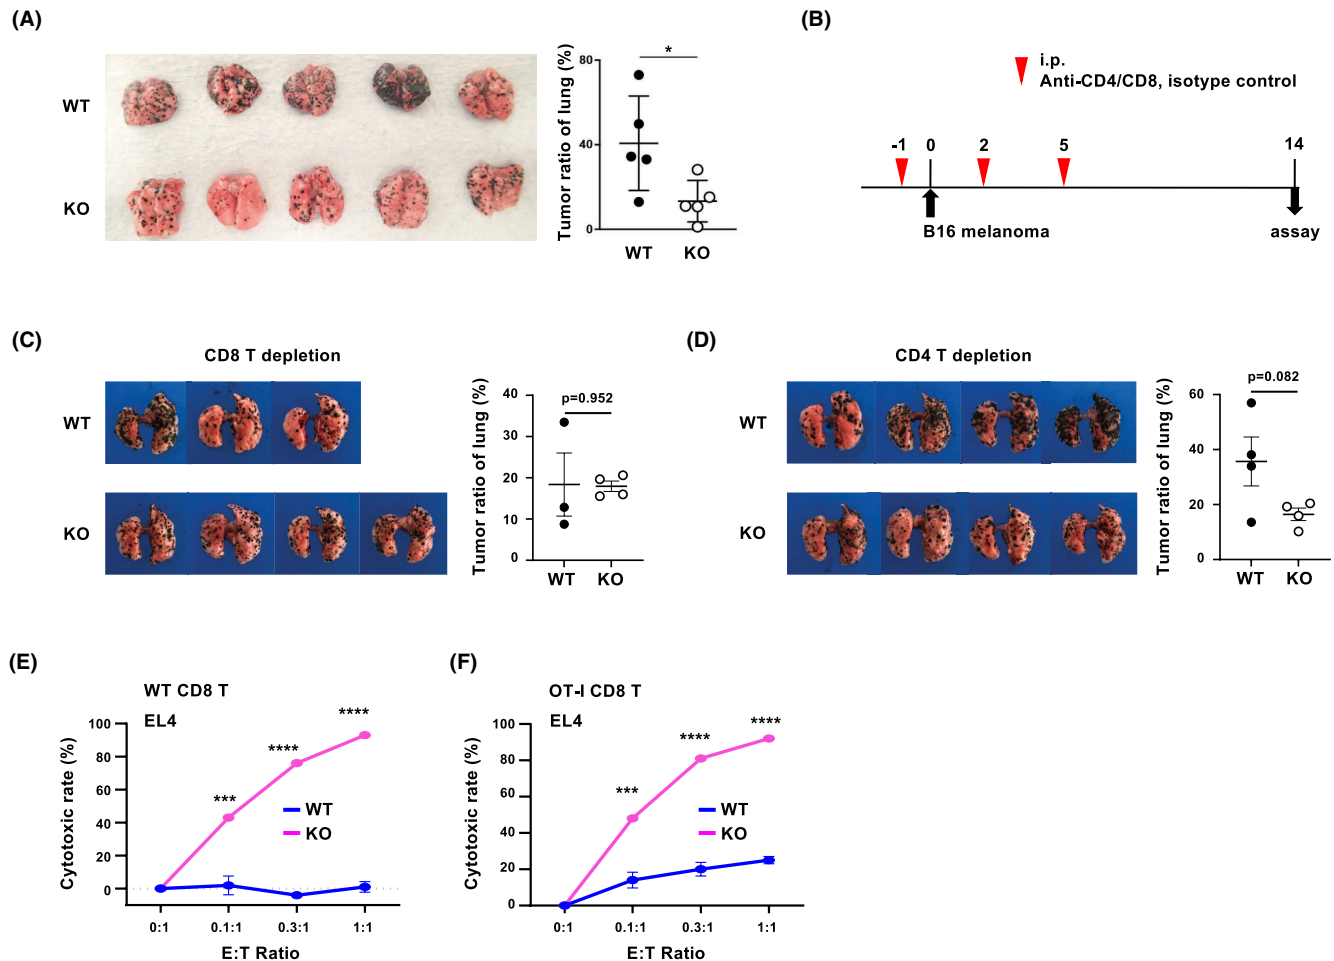 (A)
WT
KO
Tumor ratio of lung (%)
80
40
0
*
WT
KO
(B)
i.p.
Anti-CD4/CD8, isotype control
-1
0
2
5
14
B16 melanoma
assay
(C)
CD8 T depletion
WT
KO
Tumor ratio of lung (%)
40
30
20
10
0
p=0.952
WT
KO
(D)
CD4 T depletion
WT
KO
Tumor ratio of lung (%)
60
40
20
0
p=0.082
WT
KO
(E)
WT CD8 T
EL4
Cytotoxic rate (%)
100
80
60
40
20
0
***
****
****
WT
KO
0:1
0.1:1
0.3:1
1:1
E:T Ratio
(F)
OT-I CD8 T
EL4
Cytotoxic rate (%)
100
80
60
40
20
0
***
****
****
WT
KO
0:1
0.1:1
0.3:1
1:1
E:T Ratio